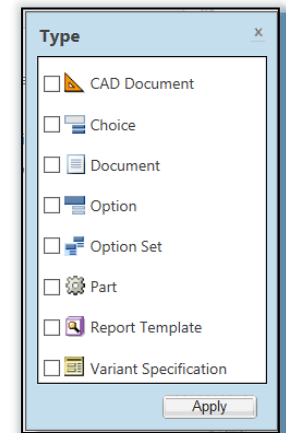 Type x
CAD Document
Choice
Document
Option
Option Set
Part
Report Template
Variant Specification
Apply